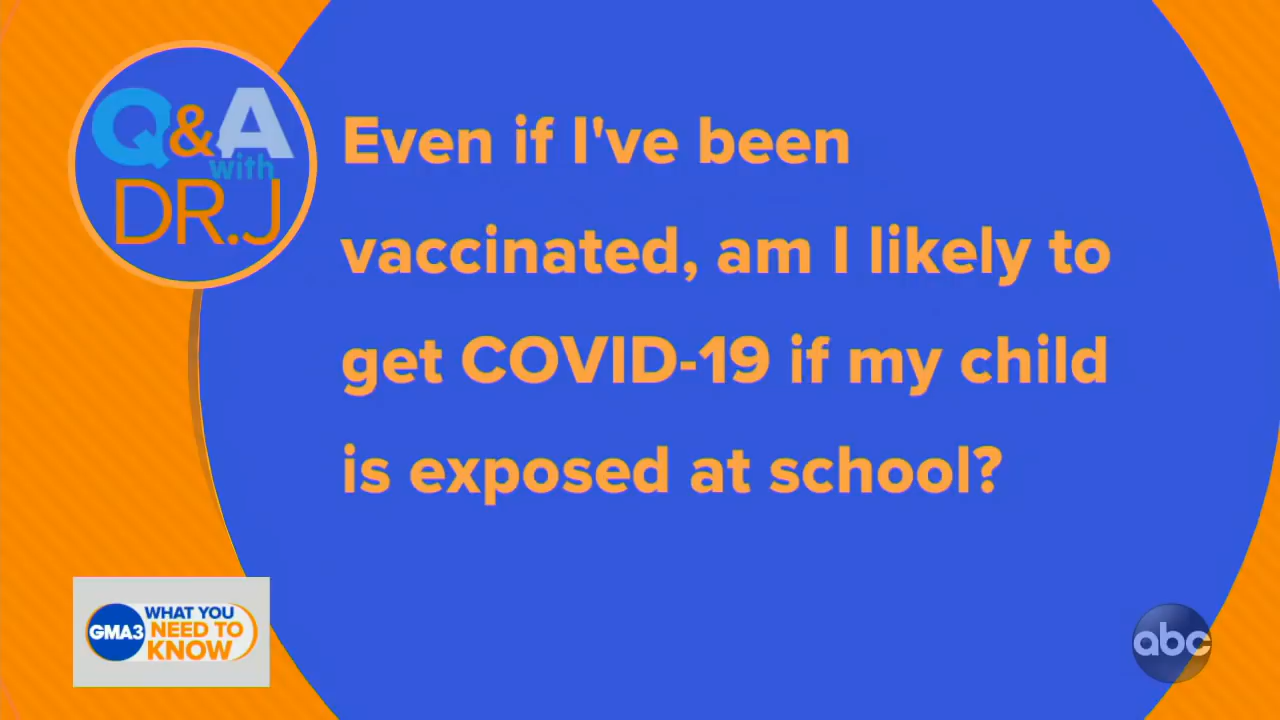 Q&A
with
DR.J
Even if I've been
vaccinated, am I likely to
get COVID-19 if my child
is exposed at school?
GMA3
WHAT YOU
NEED TO
KNOW
abc